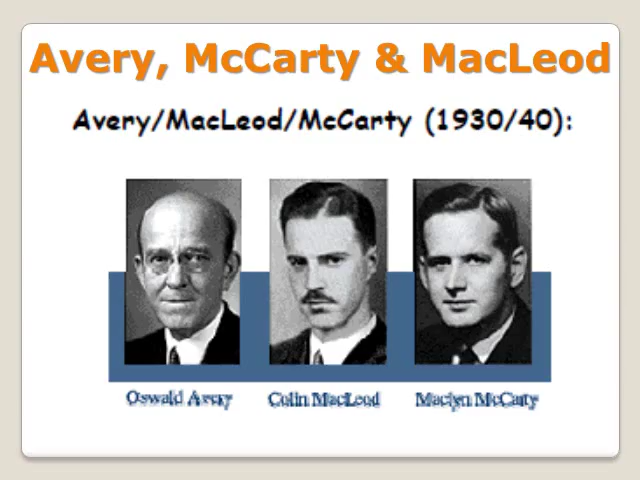 Avery, McCarty & MacLeod
Avery/MacLeod/McCarty (1930/40):
Oswald Avery
Colin MacLeod
Maclyn McCarty